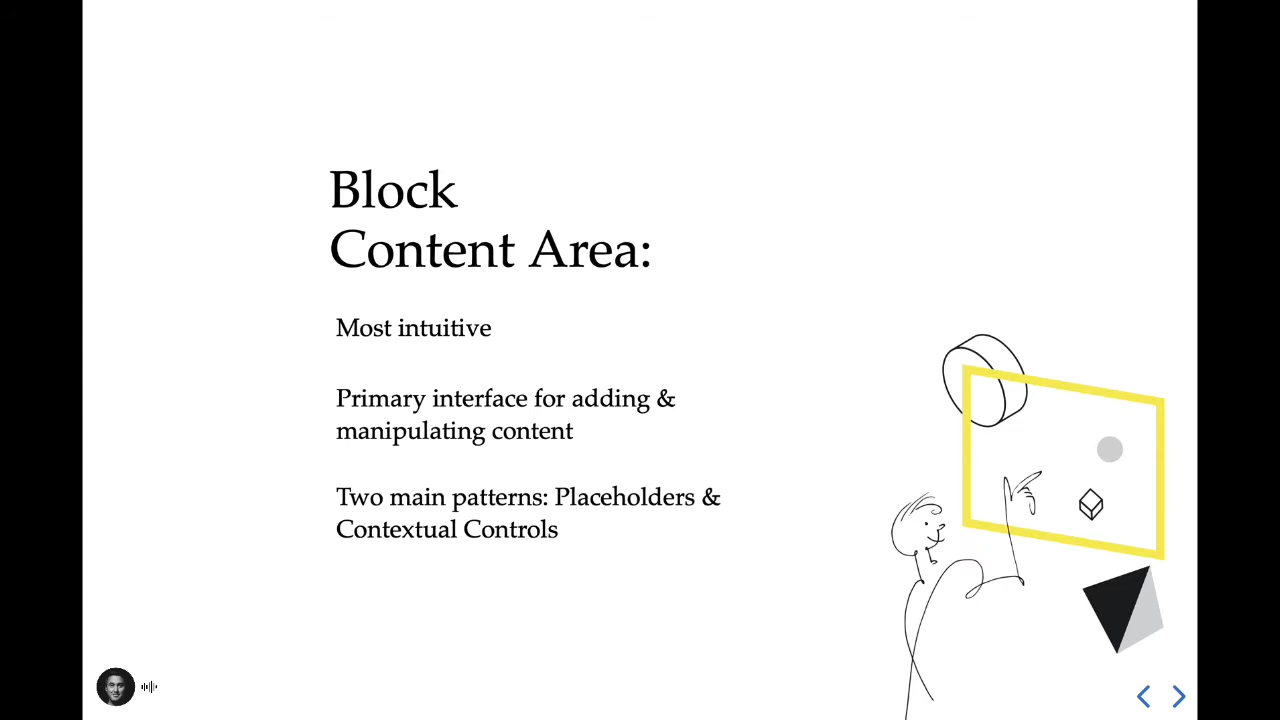 Block
Content Area:
Most intuitive
Primary interface for adding &
manipulating content
Two main patterns: Placeholders &
Contextual Controls